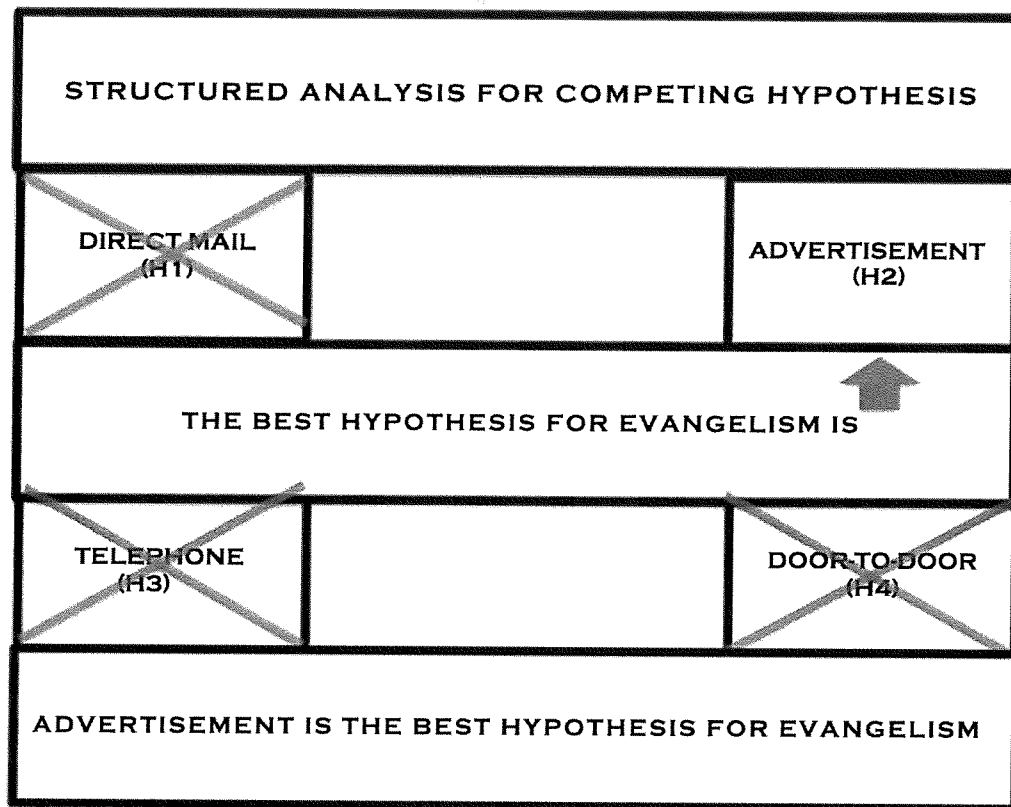 STRUCTURED ANALYSIS FOR COMPETING HYPOTHESIS
DIRECT MAIL
(H1)
ADVERTISEMENT
(H2)
THE BEST HYPOTHESIS FOR EVANGELISM IS
TELEPHONE
(H3)
DOOR-TO-DOOR
(H4)
ADVERTISEMENT IS THE BEST HYPOTHESIS FOR EVANGELISM